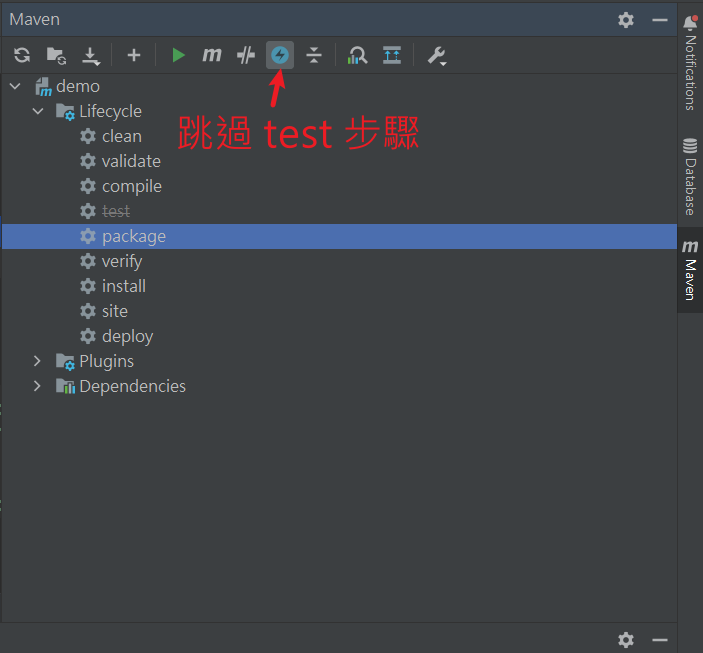 Maven
demo
Lifecycle
clean
跳過 test 步驟
validate
compile
test
package
verify
install
site
deploy
Plugins
Dependencies
Notifications
Database
Maven